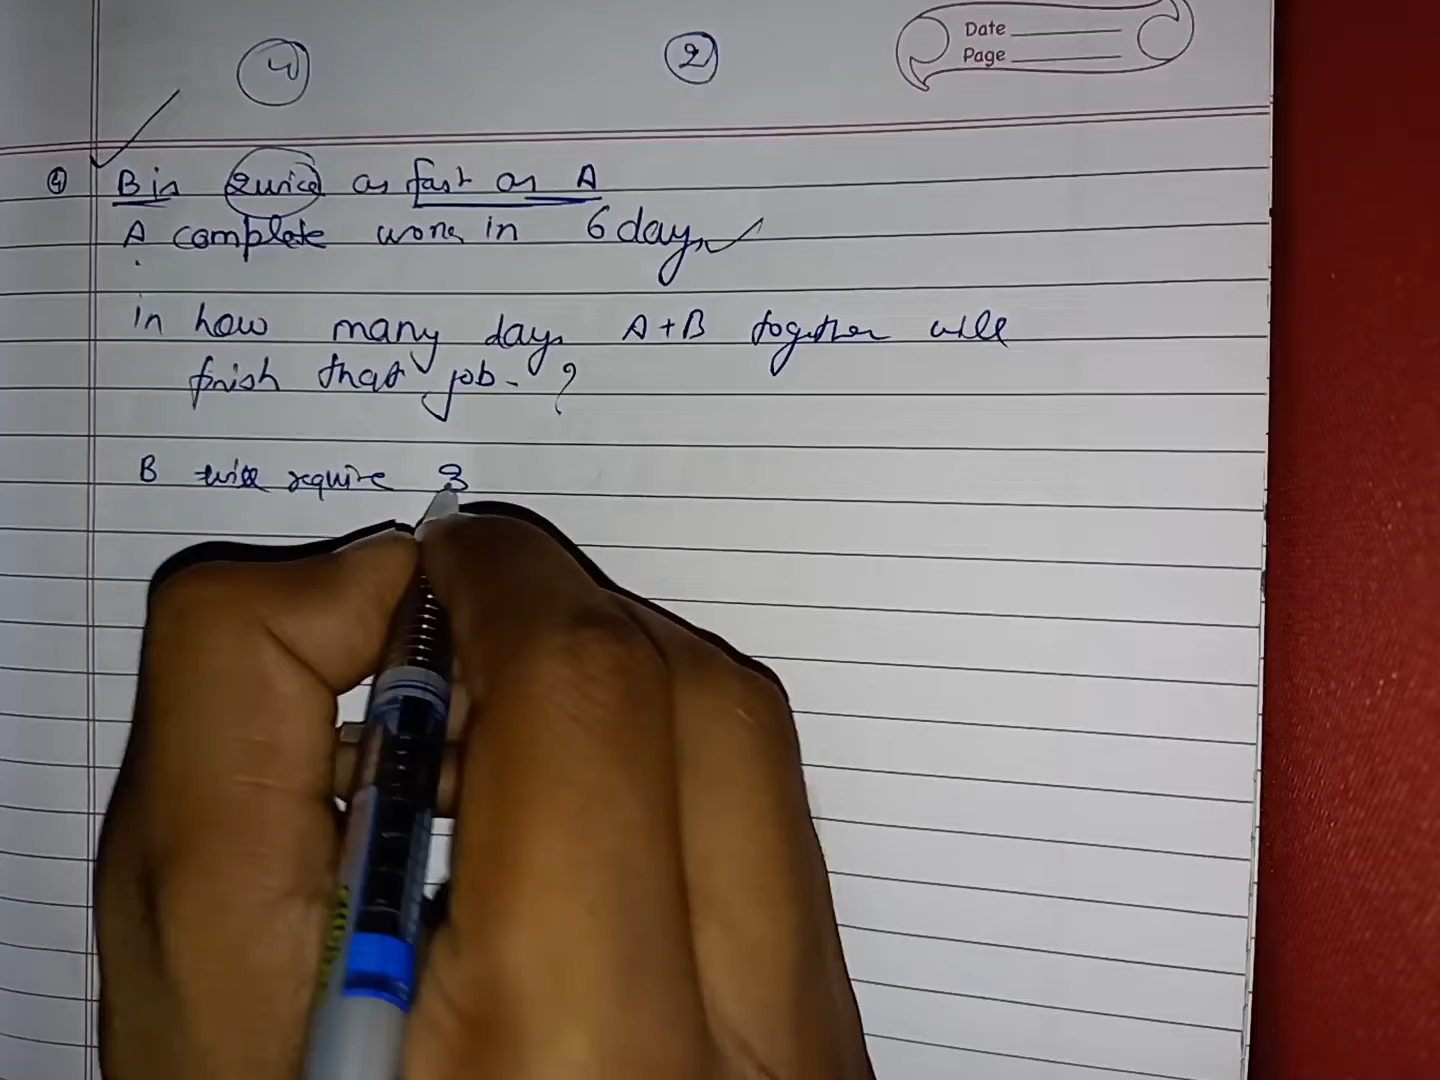 4 2 Date
Page
4 B is twice as fast as A
A complete work in 6 days
in how many days A+B together will
finish that job. ?
B will require 3